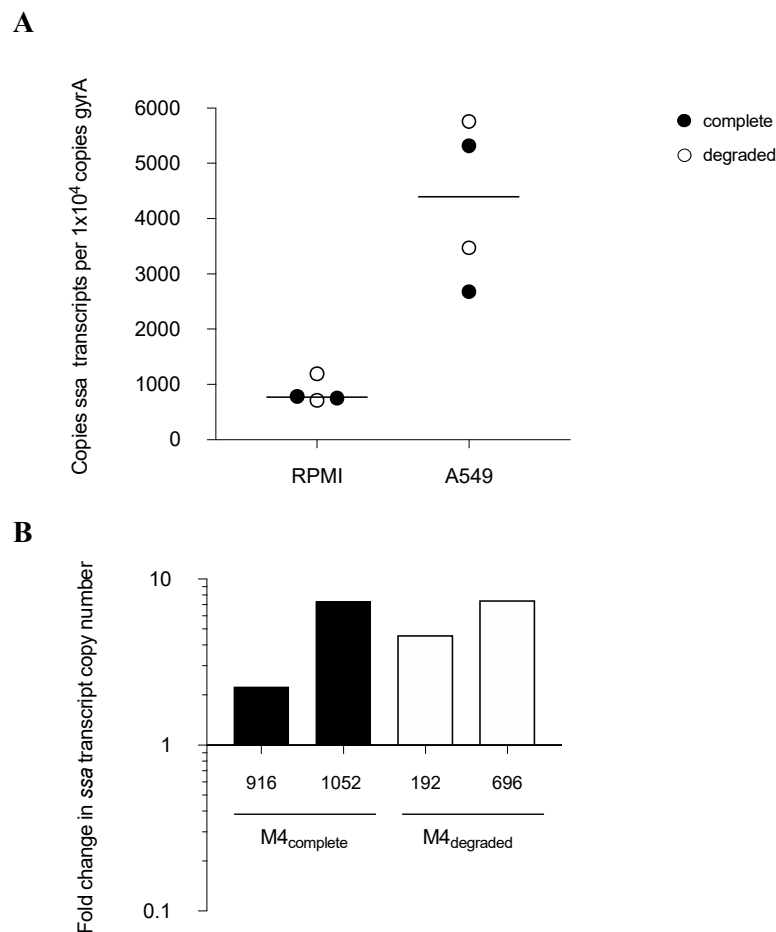 A
Copies ssa transcripts per 1x10⁴ copies gyrA
6000
5000
4000
3000
2000
1000
0
RPMI
A549
complete
degraded
B
Fold change in ssa transcript copy number
10
1
0.1
916
1052
192
696
M4complete
M4degraded